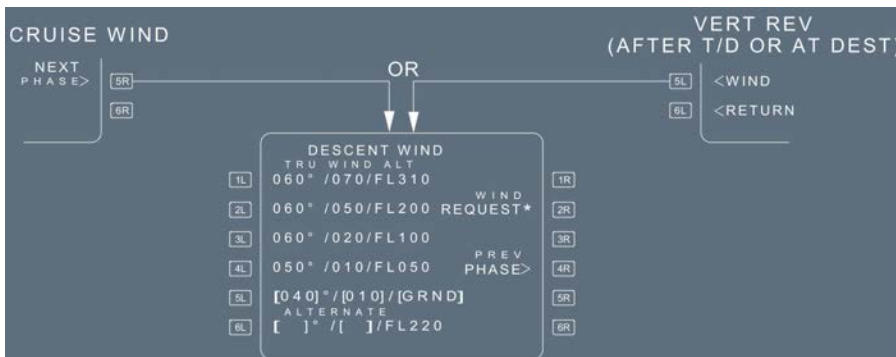 CRUISE WIND
VERT REV
(AFTER T/D OR AT DEST)
NEXT
PHASE>
5R
6R
OR
5L <WIND
6L <RETURN
DESCENT WIND
TRU WIND ALT
1L 060° /070/FL310 1R
WIND
2L 060° /050/FL200 REQUEST* 2R
3L 060° /020/FL100 3R
PREV
4L 050° /010/FL050 PHASE> 4R
5L [040]°/[010]/[GRND] 5R
ALTERNATE
6L [ ]° /[ ]/FL220 6R